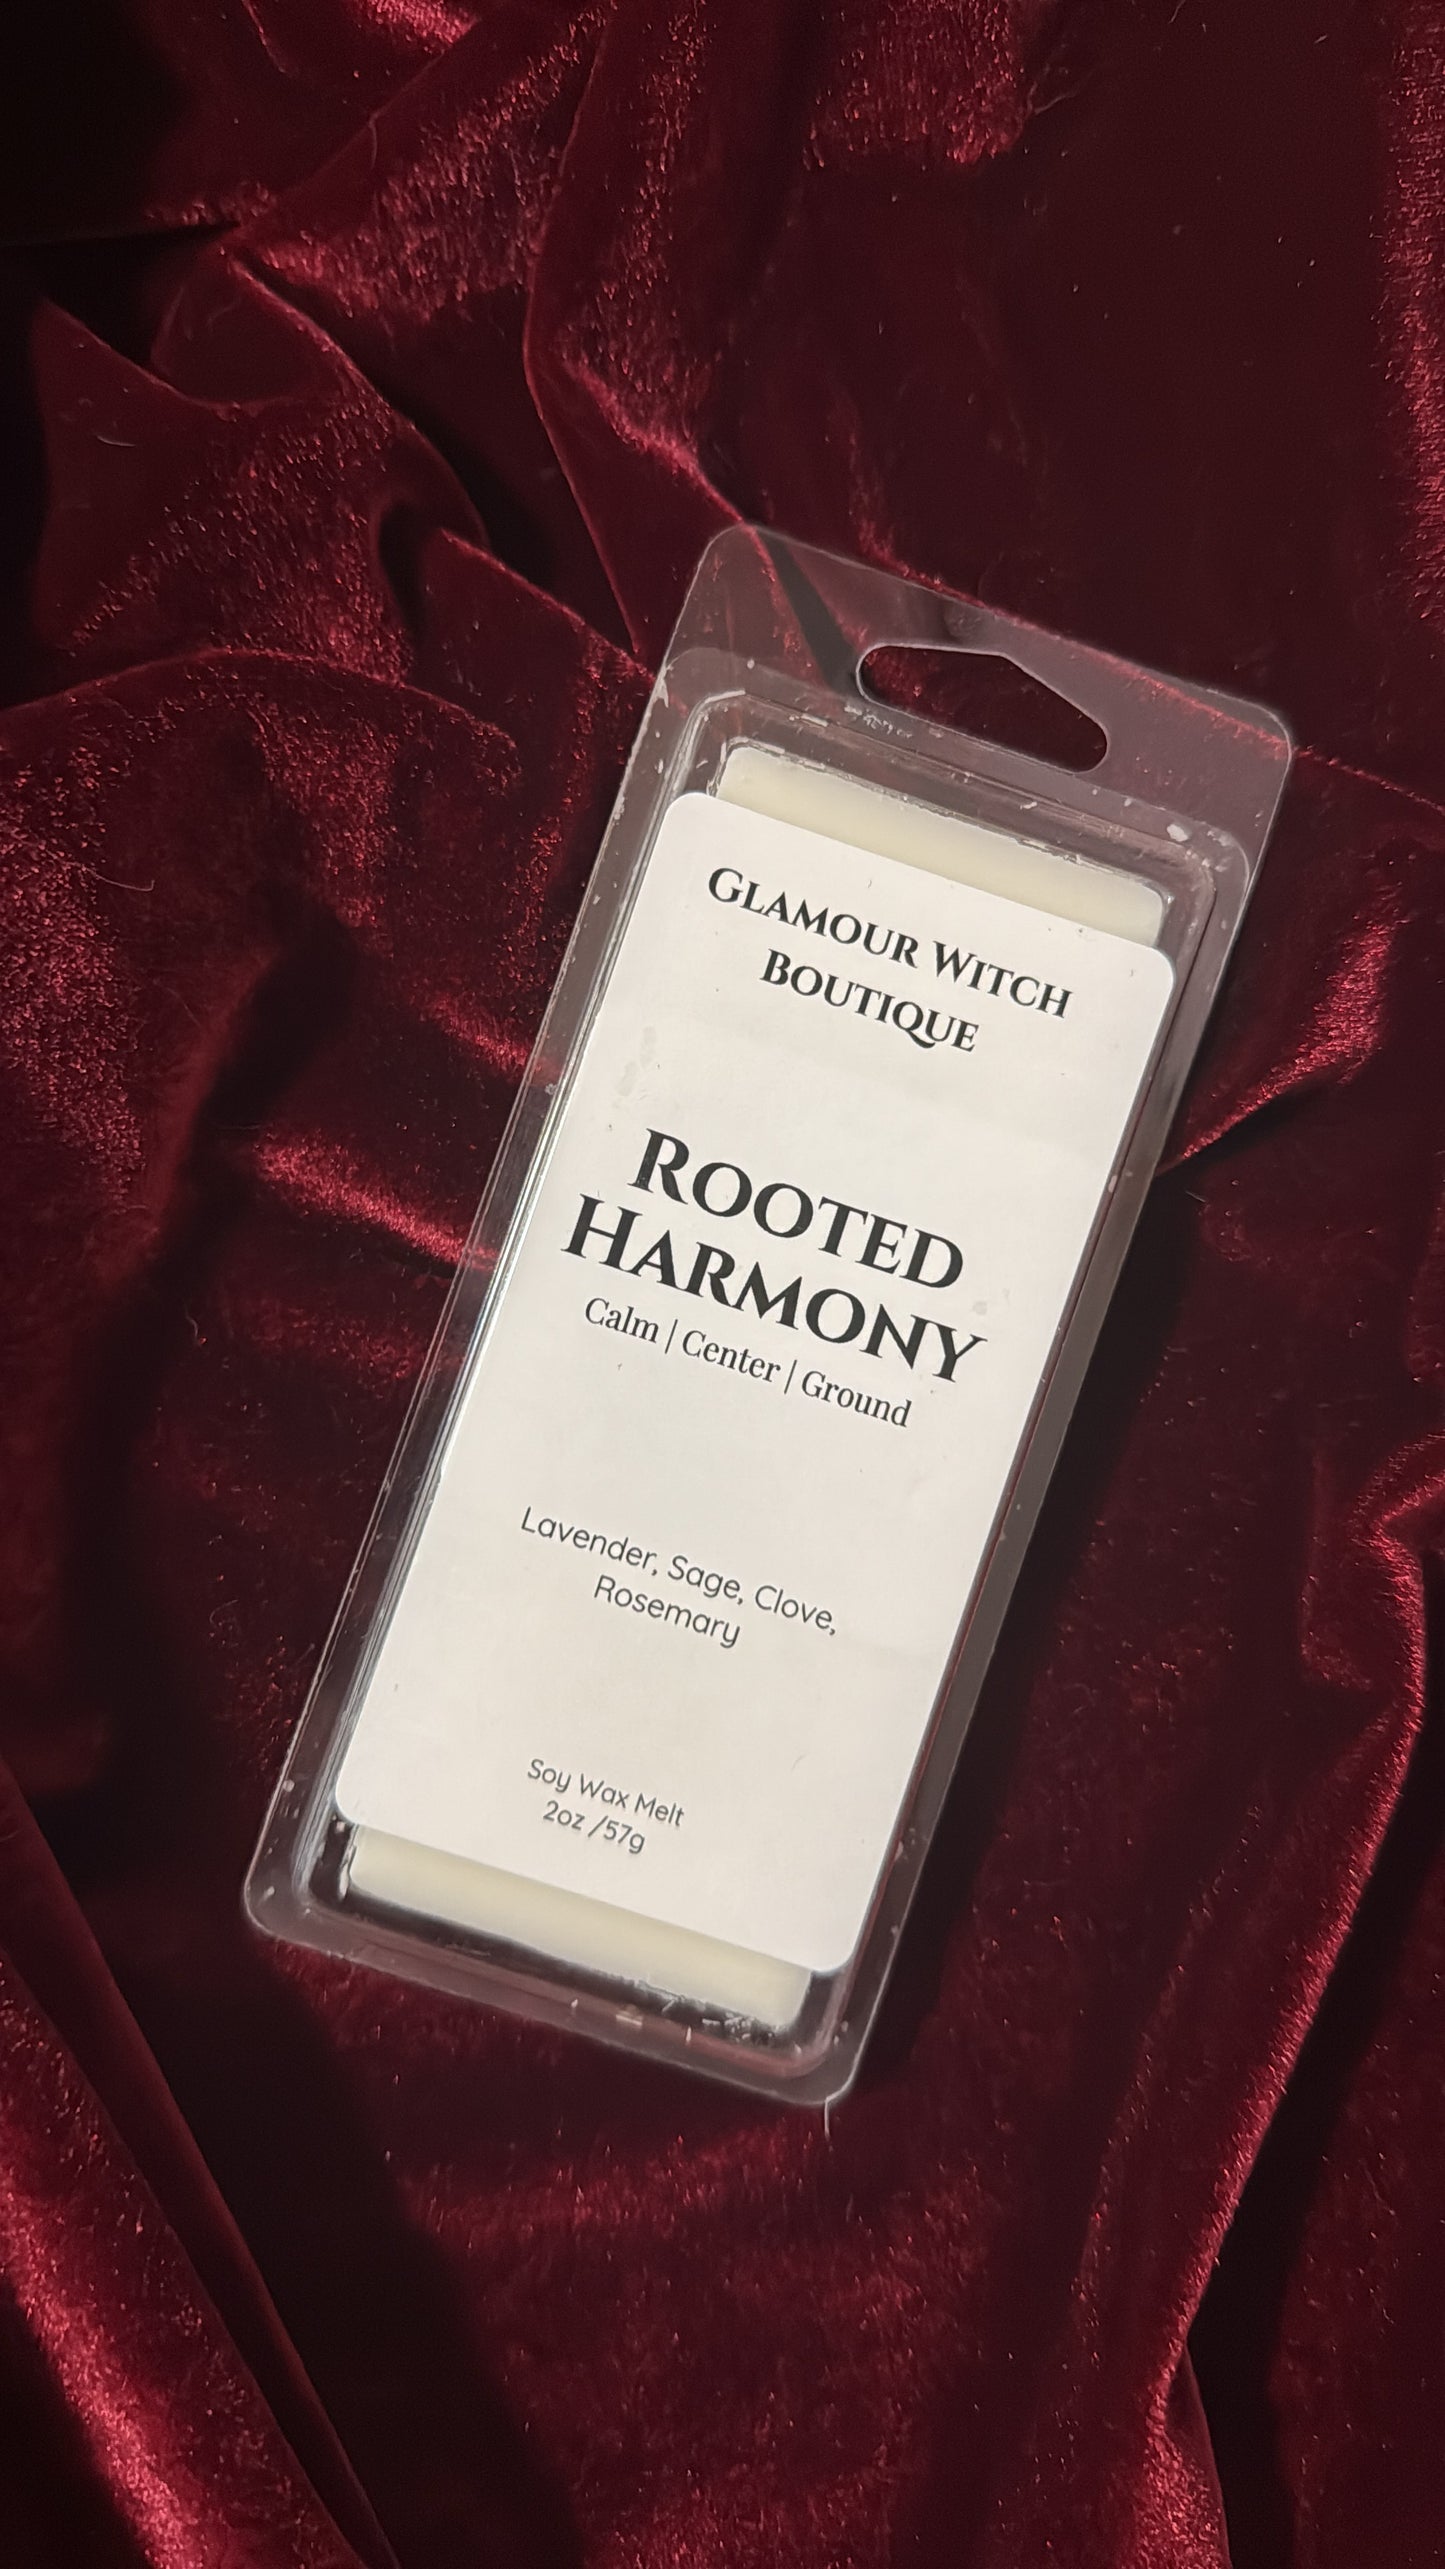 Glamour Witch
Boutique
Rooted
Harmony
Calm | Center | Ground
Lavender, Sage, Clove,
Rosemary
Soy Wax Melt
2oz /57g